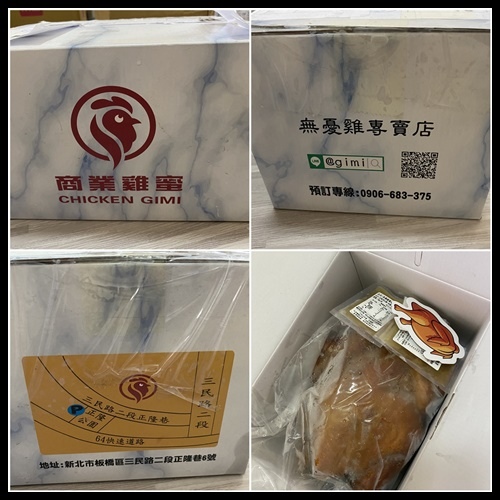 商業雞蜜
CHICKEN GIMI
無憂雞專賣店
LINE @gimi
預訂專線:0906-683-375
三民路二段正隆巷
正隆
公園
三民路二段
64快速道路
地址:新北市板橋區三民路二段正隆巷6號